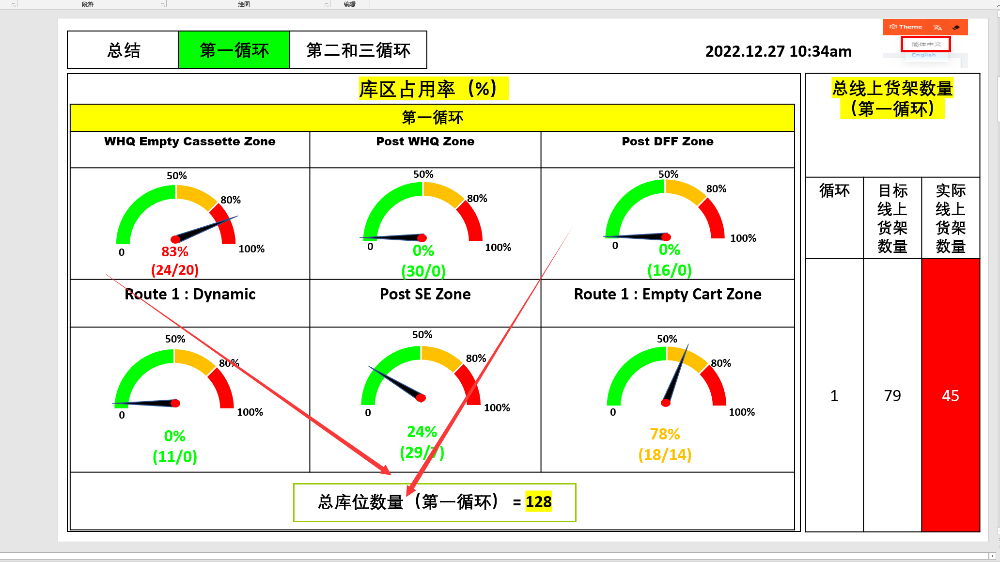 段落
绘图
编辑
总结
第一循环
第二和三循环
2022.12.27 10:34am
Theme
简体中文
English
库区占用率（%）
第一循环
WHQ Empty Cassette Zone
Post WHQ Zone
Post DFF Zone
50%
80%
0
100%
83%
(24/20)
50%
80%
0
100%
0%
(30/0)
50%
80%
0
100%
0%
(16/0)
Route 1 : Dynamic
Post SE Zone
Route 1 : Empty Cart Zone
50%
80%
0
100%
0%
(11/0)
50%
80%
0
100%
24%
(29/7)
50%
80%
0
100%
78%
(18/14)
总库位数量（第一循环） = 128
总线上货架数量
（第一循环）
循环
目标
线上
货架
数量
实际
线上
货架
数量
1
79
45